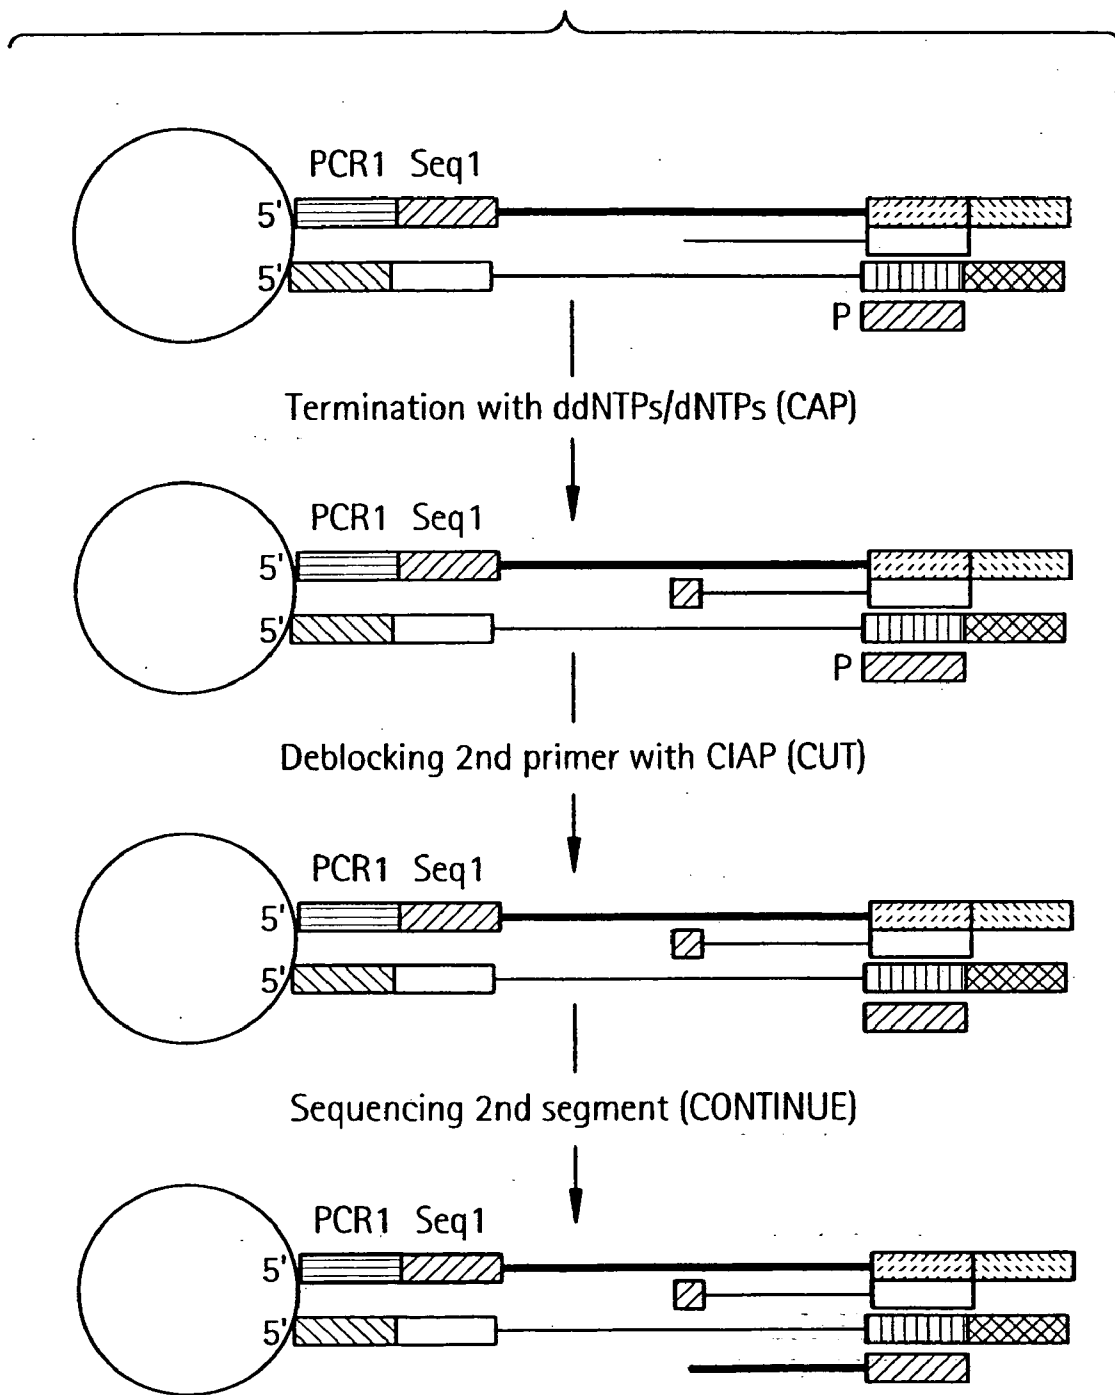 PCR1 Seq1
5'
5'
P
Termination with ddNTPs/dNTPs (CAP)
PCR1 Seq1
5'
5'
P
Deblocking 2nd primer with CIAP (CUT)
PCR1 Seq1
5'
5'
Sequencing 2nd segment (CONTINUE)
PCR1 Seq1
5'
5'